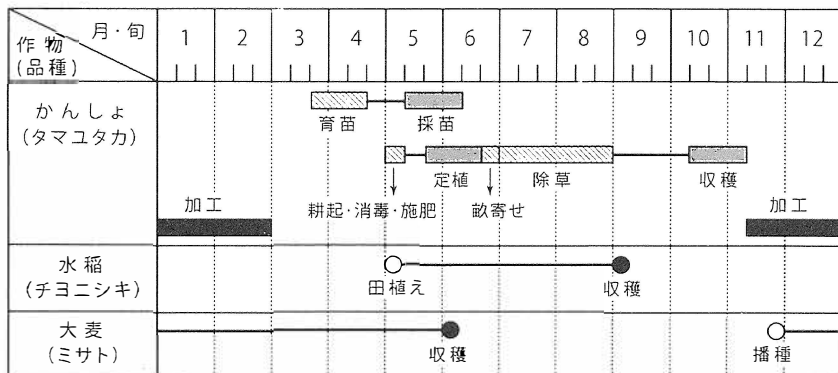 月・旬
作物
(品種)
1 2 3 4 5 6 7 8 9 10 11 12
かんしょ
(タマユタカ)
育苗 採苗
定植 除草 収穫
耕起・消毒・施肥 畝寄せ
加工 加工
水稲
(チヨニシキ)
田植え 収穫
大麦
(ミサト)
収穫 播種